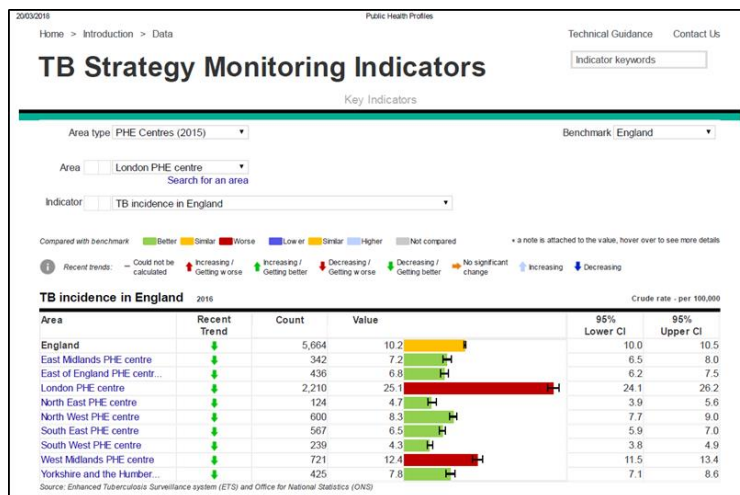 20/03/2018 Public Health Profiles
Home > Introduction > Data Technical Guidance Contact Us
TB Strategy Monitoring Indicators Indicator keywords
Key Indicators
Area type PHE Centres (2015) Benchmark England
Area London PHE centre
Search for an area
Indicator TB incidence in England
Compared with benchmark Better Similar Worse Lower Similar Higher Not compared * a note is attached to the value, hover over to see more details
Recent trends: – Could not be calculated Increasing / Getting worse Increasing / Getting better Decreasing / Getting worse Decreasing / Getting better No significant change Increasing Decreasing
TB incidence in England 2016 Crude rate - per 100,000
Area Recent Trend Count Value 95% Lower CI 95% Upper CI
England 5,664 10.2 10.0 10.5
East Midlands PHE centre 342 7.2 6.5 8.0
East of England PHE centr... 436 6.8 6.2 7.5
London PHE centre 2,210 25.1 24.1 26.2
North East PHE centre 124 4.7 3.9 5.6
North West PHE centre 600 8.3 7.7 9.0
South East PHE centre 567 6.5 5.9 7.0
South West PHE centre 239 4.3 3.8 4.9
West Midlands PHE centre 721 12.4 11.5 13.4
Yorkshire and the Humber... 425 7.8 7.1 8.6
Source: Enhanced Tuberculosis Surveillance system (ETS) and Office for National Statistics (ONS)